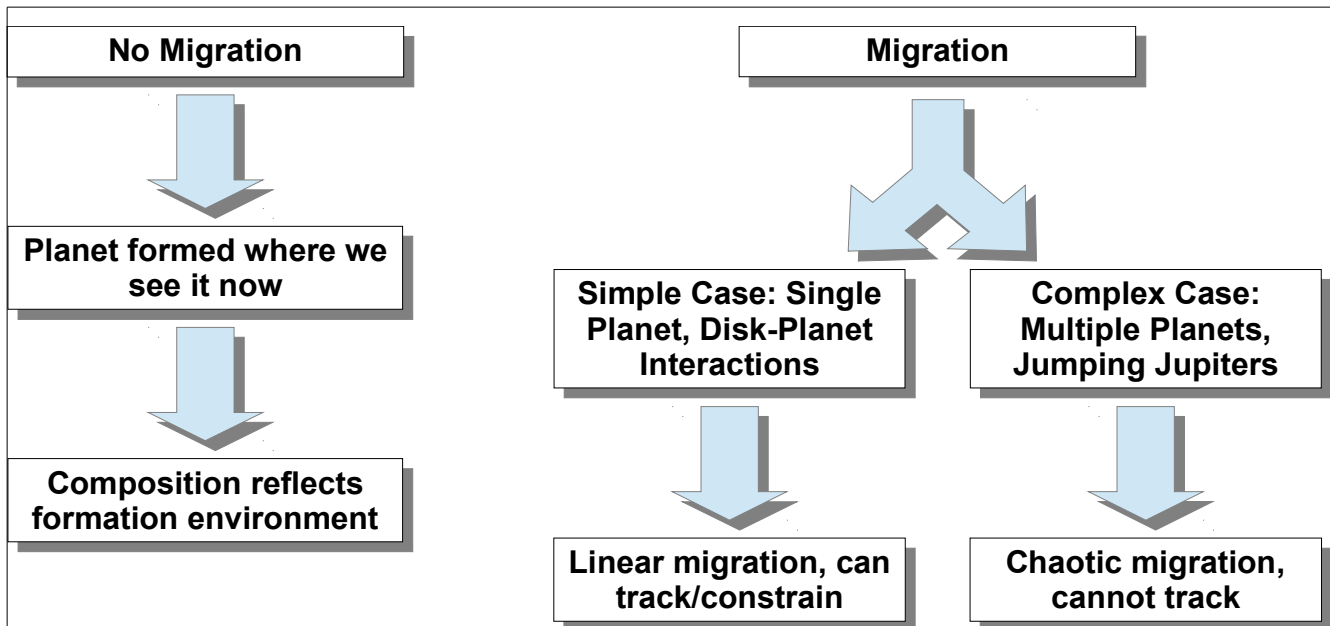 No Migration
Migration
Planet formed where we
see it now
Simple Case: Single
Planet, Disk-Planet
Interactions
Complex Case:
Multiple Planets,
Jumping Jupiters
Composition reflects
formation environment
Linear migration, can
track/constrain
Chaotic migration,
cannot track